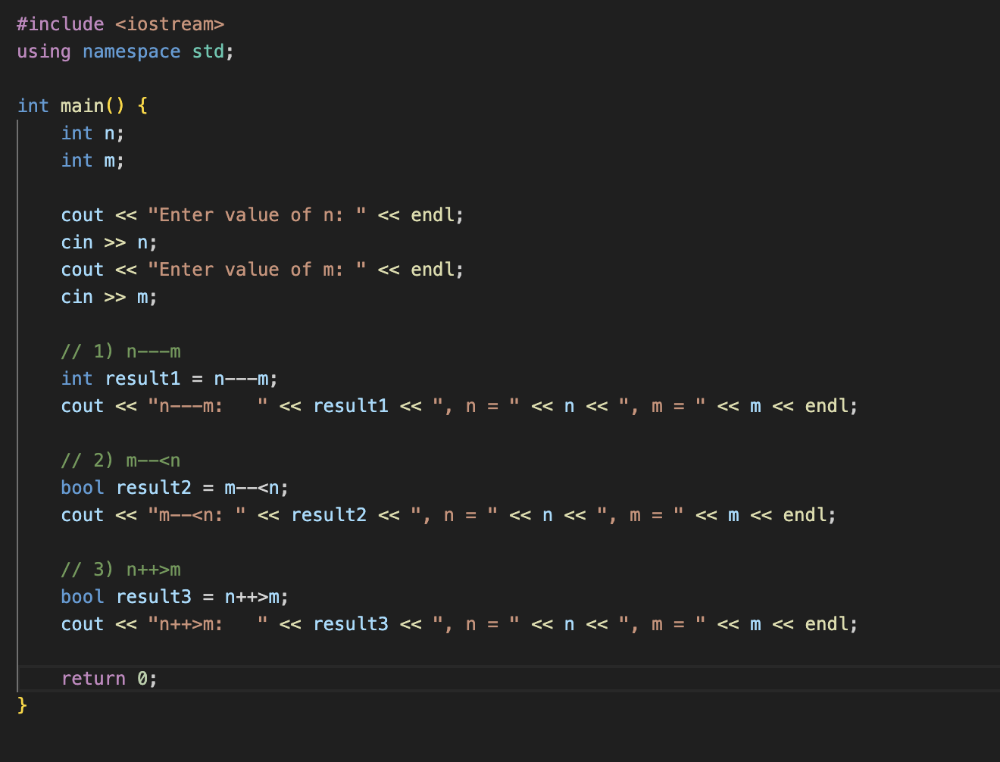 #include <iostream>
using namespace std;
int main() {
int n;
int m;
cout << "Enter value of n: " << endl;
cin >> n;
cout << "Enter value of m: " << endl;
cin >> m;
// 1) n---m
int result1 = n---m;
cout << "n---m:   " << result1 << ", n = " << n << ", m = " << m << endl;
// 2) m--<n
bool result2 = m--<n;
cout << "m--<n: " << result2 << ", n = " << n << ", m = " << m << endl;
// 3) n++>m
bool result3 = n++>m;
cout << "n++>m:   " << result3 << ", n = " << n << ", m = " << m << endl;
return 0;
}